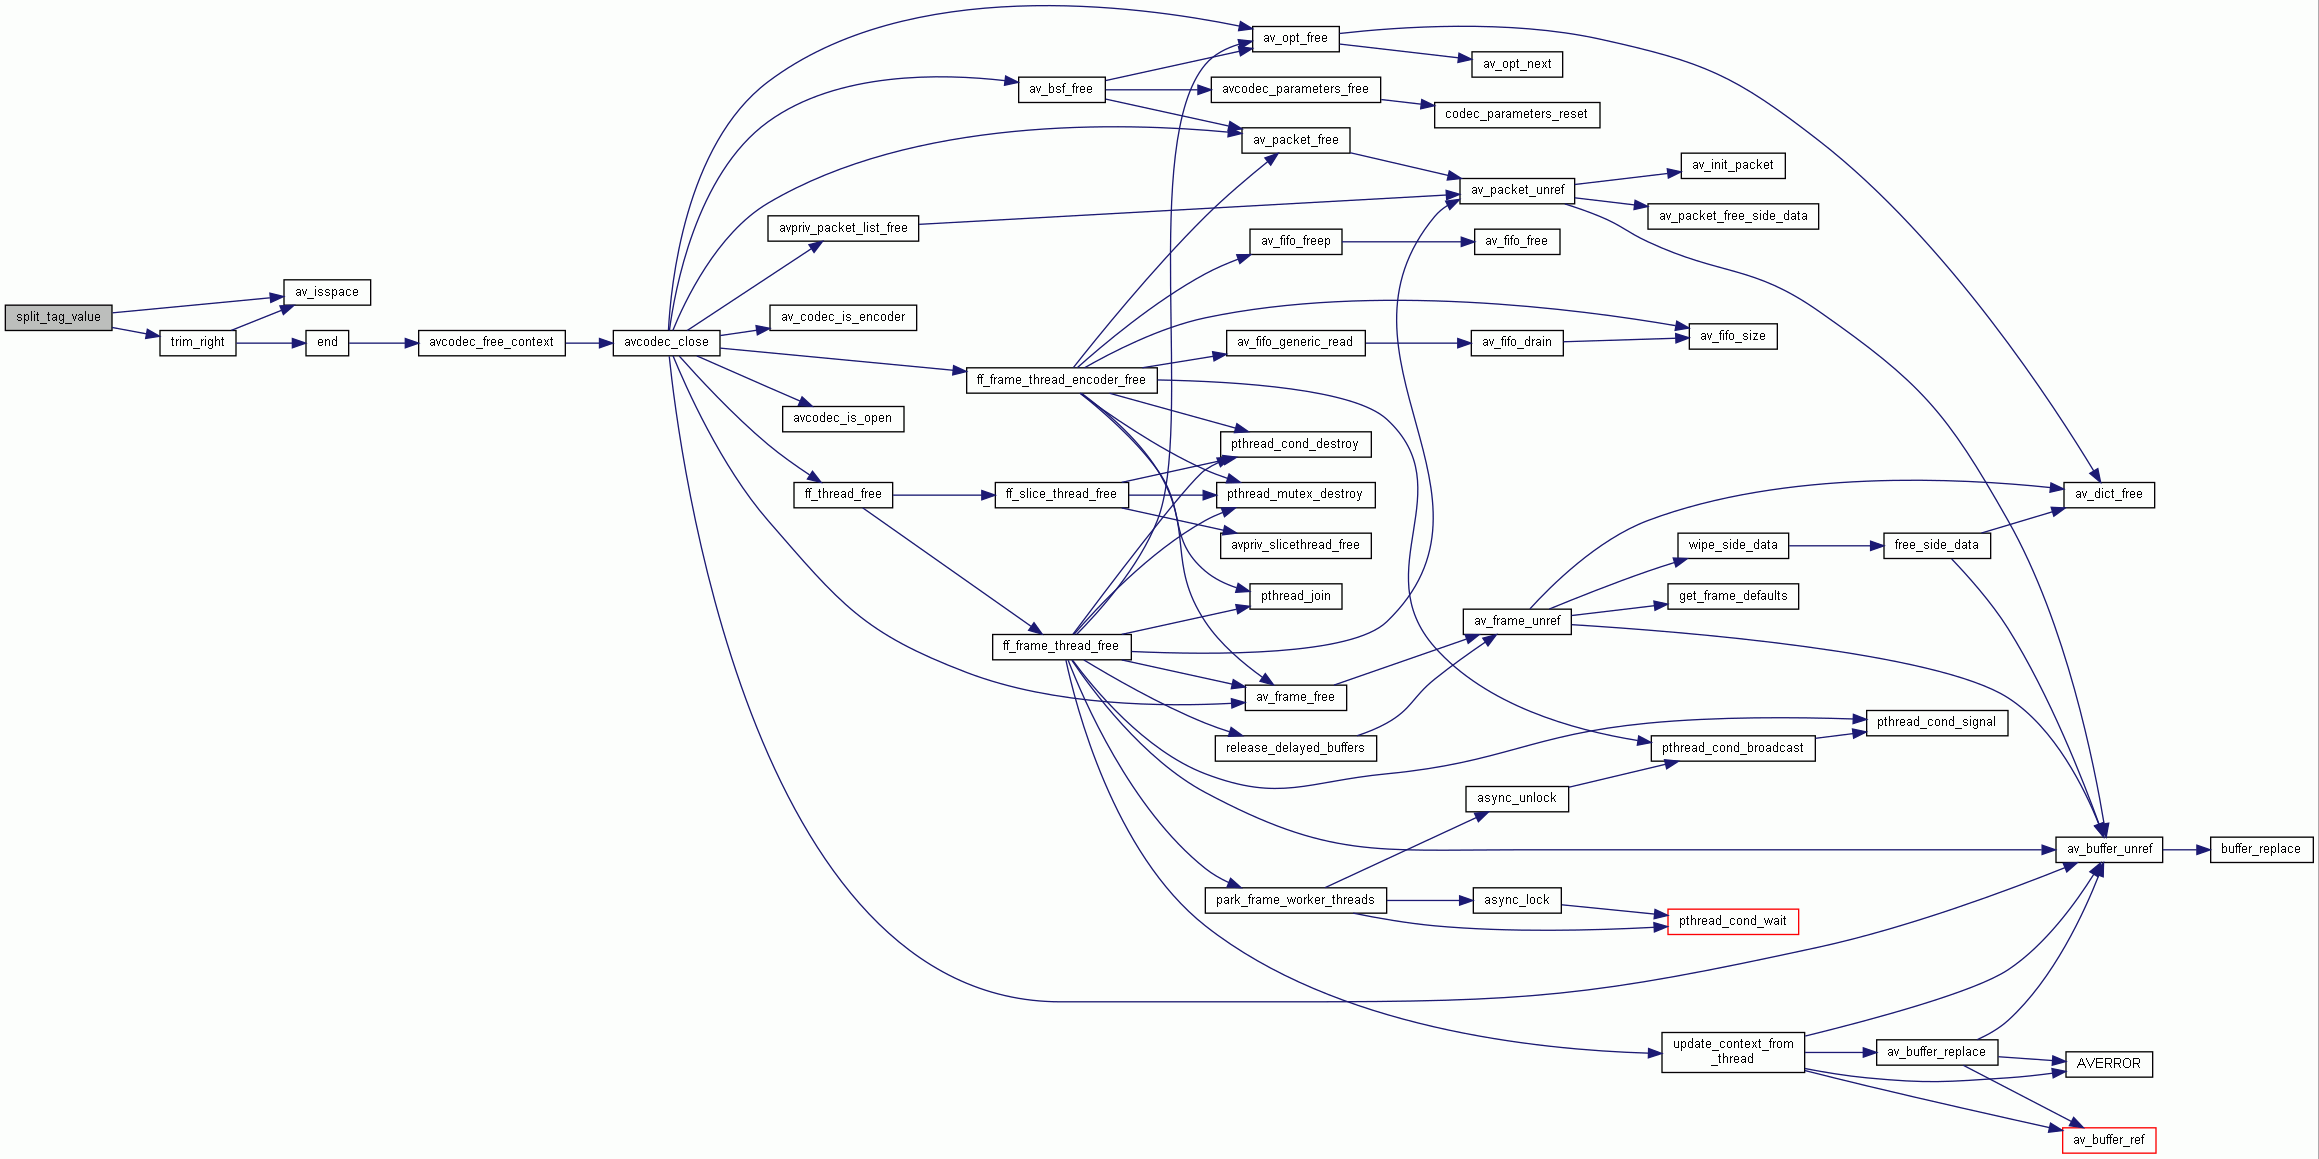 split_tag_value
av_isspace
trim_right
end
avcodec_free_context
avcodec_close
avpriv_packet_list_free
av_codec_is_encoder
avcodec_is_open
ff_thread_free
av_bsf_free
ff_frame_thread_encoder_free
ff_slice_thread_free
ff_frame_thread_free
av_opt_free
avcodec_parameters_free
av_packet_free
av_fifo_freep
av_fifo_generic_read
pthread_cond_destroy
pthread_mutex_destroy
avpriv_slicethread_free
pthread_join
av_frame_free
release_delayed_buffers
park_frame_worker_threads
av_opt_next
codec_parameters_reset
av_packet_unref
av_fifo_free
av_fifo_drain
av_frame_unref
async_unlock
async_lock
av_init_packet
av_packet_free_side_data
av_fifo_size
wipe_side_data
get_frame_defaults
pthread_cond_broadcast
pthread_cond_wait
update_context_from
_thread
free_side_data
pthread_cond_signal
av_buffer_replace
av_dict_free
av_buffer_unref
AVERROR
av_buffer_ref
buffer_replace